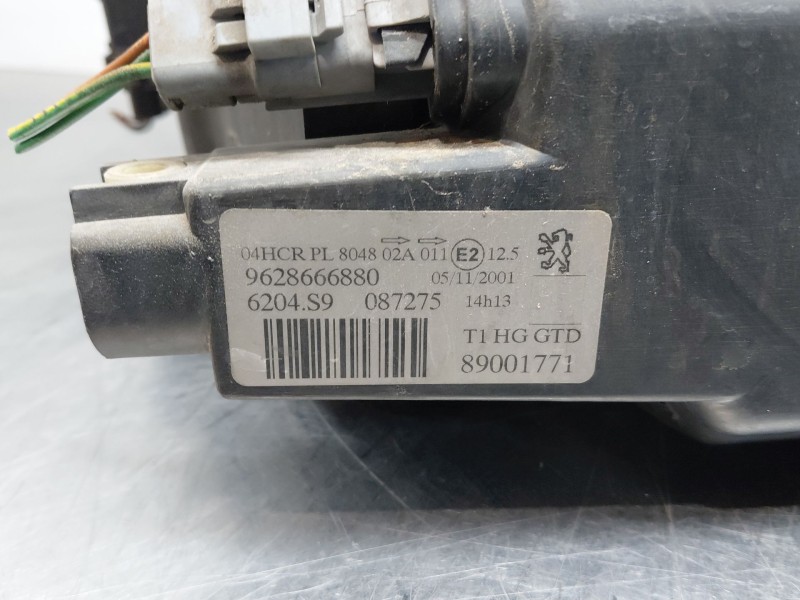 04HCR PL 8048 02A 011 E2 12.5
9628666880 05/11/2001
6204.S9 087275 14h13
T1 HG GTD
89001771